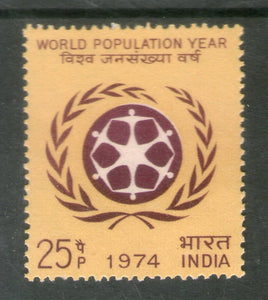 WORLD POPULATION YEAR
विश्व जनसंख्या वर्ष
25 पै P 1974 भारत INDIA